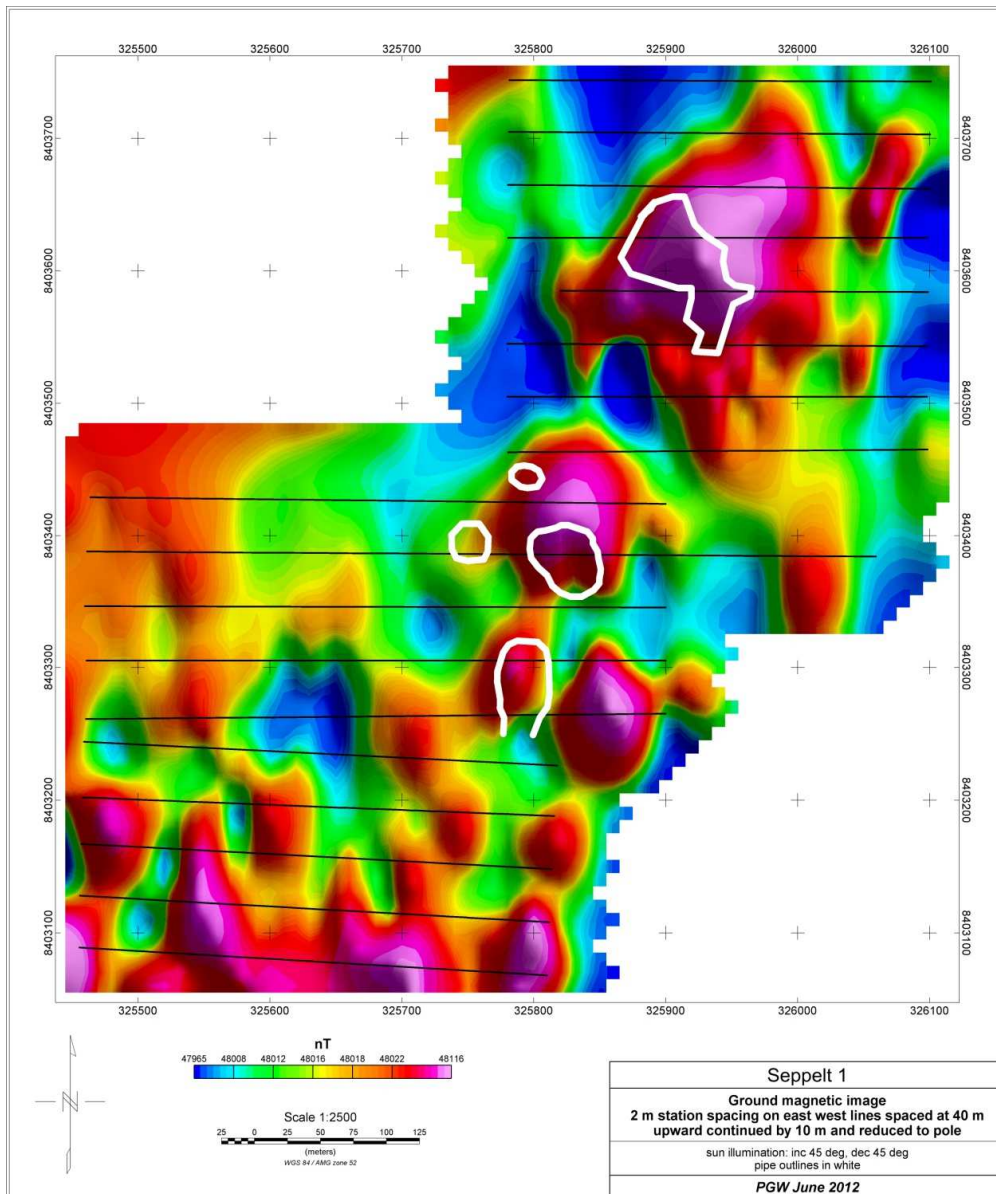 325500 325600 325700 325800 325900 326000 326100
8403700 8403700
8403600 8403600
8403500 8403500
8403400 8403400
8403300 8403300
8403200 8403200
8403100 8403100
325500 325600 325700 325800 325900 326000 326100
N
nT
47965 48008 48012 48016 48018 48022 48116
Scale 1:2500
25 0 25 50 75 100 125
(meters)
WGS 84 / AMG zone 52
Seppelt 1
Ground magnetic image
2 m station spacing on east west lines spaced at 40 m
upward continued by 10 m and reduced to pole
sun illumination: inc 45 deg, dec 45 deg
pipe outlines in white
PGW June 2012